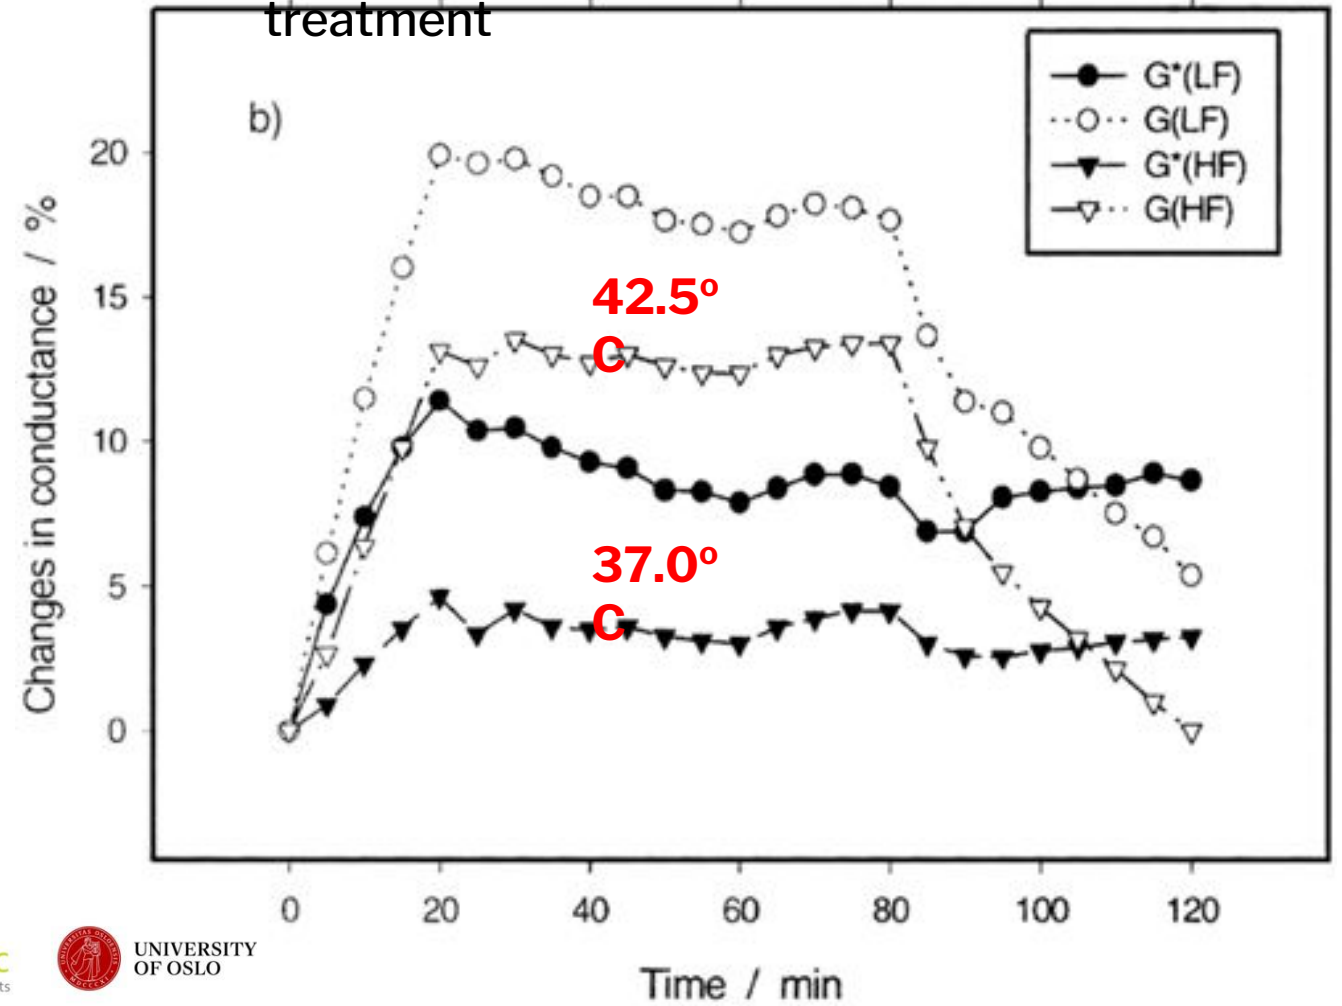 treatment
b)
G*(LF)
G(LF)
G*(HF)
G(HF)
20
15
10
5
0
Changes in conductance / %
42.5º
C
37.0º
C
0 20 40 60 80 100 120
Time / min
UNIVERSITY
OF OSLO